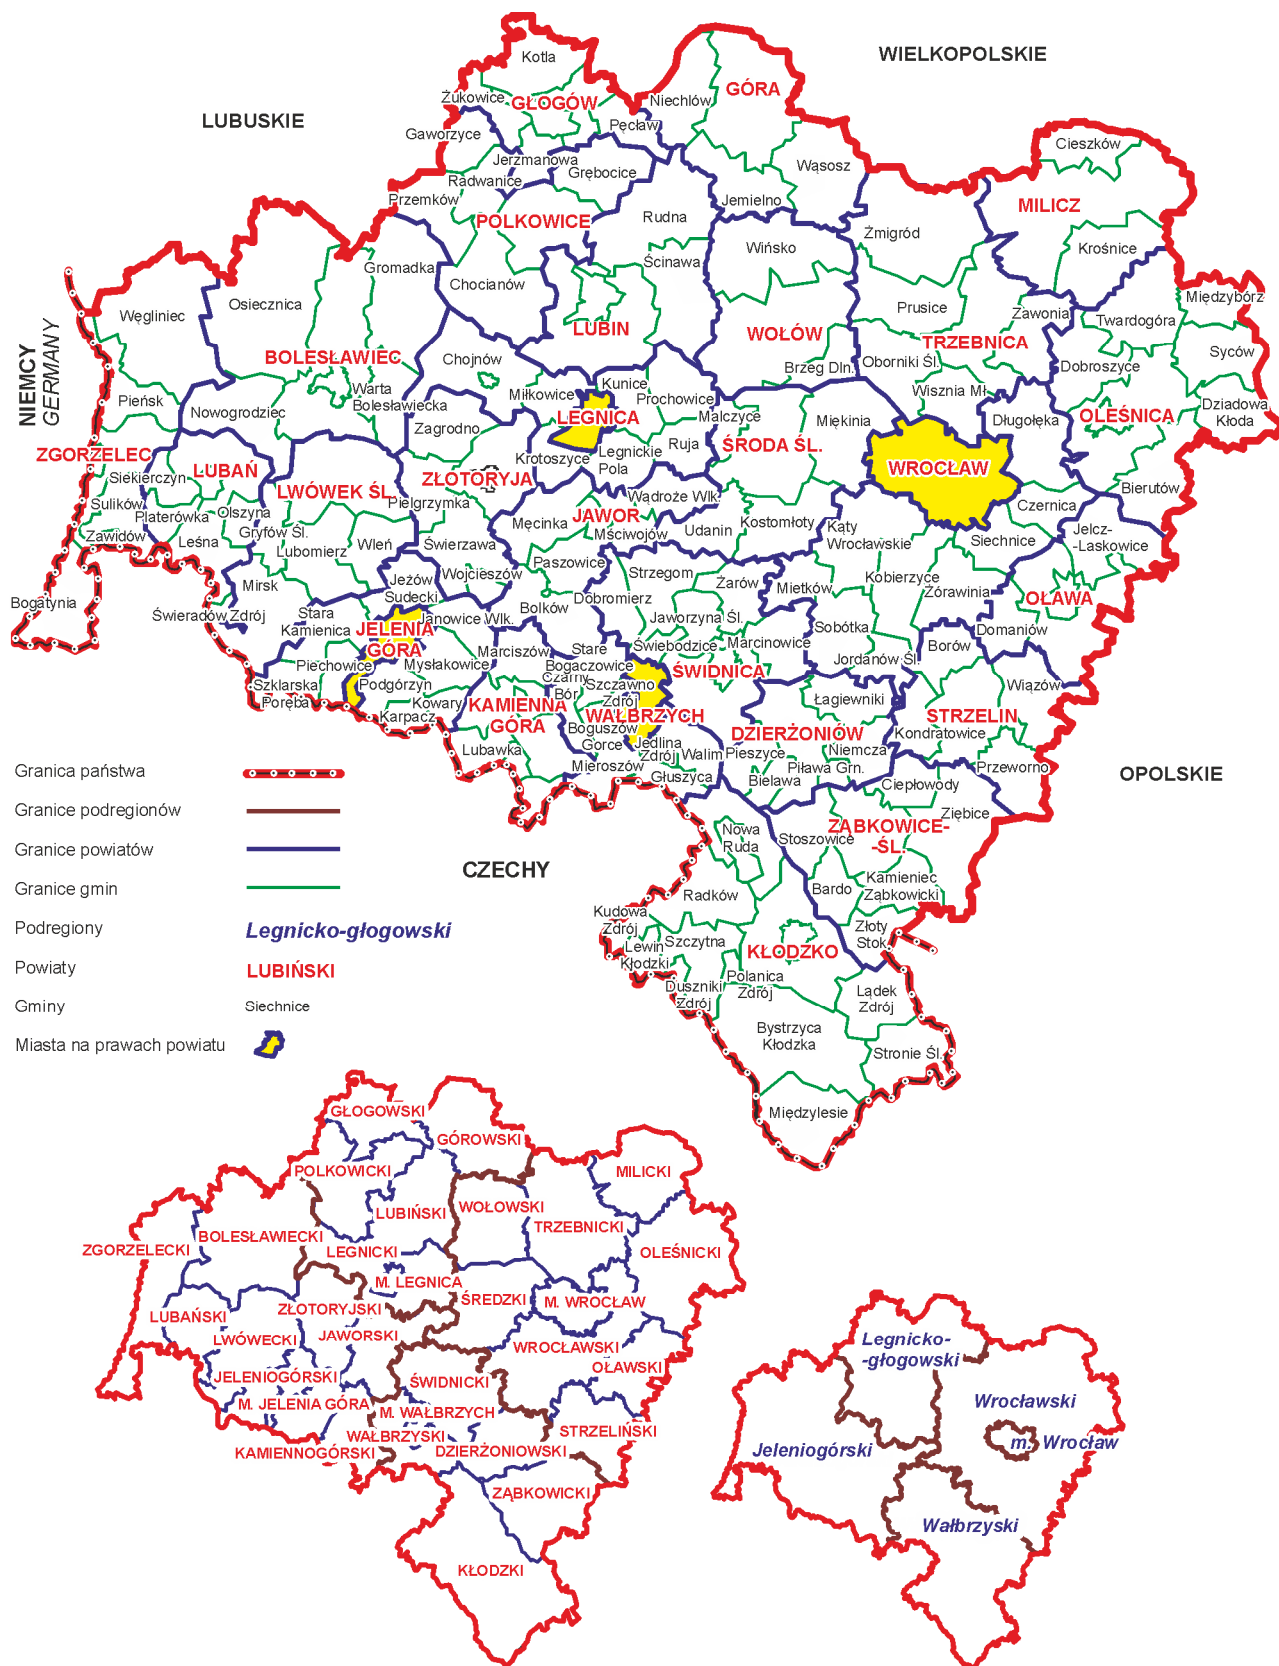 WIELKOPOLSKIE
LUBUSKIE
NIEMCY
GERMANY
CZECHY
OPOLSKIE
Kotla
Żukowice
GŁOGÓW
Niechlów
GÓRA
Pęcław
Gaworzyce
Jerzmanowa
Grębocice
Radwanice
Przemków
POLKOWICE
Rudna
Jemielno
Wąsosz
Cieszków
MILICZ
Żmigród
Krośnice
Wińsko
Ścinawa
Gromadka
Chocianów
Osiecznica
Węgliniec
LUBIN
WOŁÓW
Prusice
Zawonia
TRZEBNICA
Twardogóra
Międzybórz
Syców
Dobroszyce
Dziadowa
Kłoda
OLEŚNICA
BOLESŁAWIEC
Chojnów
Brzeg Dln.
Oborniki Śl.
Wisznia Mł.
Długołęka
Pieńsk
Nowogrodziec
Warta
Bolesławiecka
Miłkowice
Kunice
Prochowice
LEGNICA
Malczyce
Miękinia
Zagrodno
Krotoszyce
Legnickie
Pola
Ruja
ŚRODA ŚL.
WROCŁAW
Bierutów
ZGORZELEC
LUBAŃ
Siekierczyn
LWÓWEK ŚL.
ZŁOTORYJA
Sulików
Platerówka
Olszyna
Pielgrzymka
Wądroże Wlk.
Czernica
Zawidów
Leśna
Gryfów Śl.
Lubomierz
Wleń
Świerzawa
Męcinka
JAWOR
Mściwojów
Udanin
Kostomłoty
Kąty
Wrocławskie
Siechnice
Jelcz-
-Laskowice
Bogatynia
Mirsk
Świeradów Zdrój
Jeżów
Sudecki
Wojcieszów
Paszowice
Bolków
Strzegom
Dobromierz
Żarów
Mietków
Kobierzyce
Żórawinia
OŁAWA
Stara
Kamienica
JELENIA
GÓRA
Janowice Wlk.
Jaworzyna Śl.
Sobótka
Domaniów
Marciszów
Stare
Bogaczowice
Świebodzice
Marcinowice
Borów
Piechowice
Mysłakowice
Czarny
Bór
Szczawno
Zdrój
ŚWIDNICA
Jordanów Śl.
Wiązów
Szklarska
Poręba
Podgórzyn
Kowary
Karpacz
KAMIENNA
GÓRA
WAŁBRZYCH
Łagiewniki
STRZELIN
Lubawka
Boguszów
Gorce
Jedlina
Zdrój
Walim
DZIERŻONIÓW
Kondratowice
Mieroszów
Głuszyca
Pieszyce
Niemcza
Piława Grn.
Bielawa
Przeworno
Ciepłowody
Ziębice
Nowa
Ruda
Stoszowice
ZĄBKOWICE-
-ŚL.
Radków
Bardo
Kamieniec
Ząbkowicki
Kudowa
Zdrój
Szczytna
KŁODZKO
Złoty
Stok
Lewin
Kłodzki
Duszniki
Zdrój
Polanica
Zdrój
Lądek
Zdrój
Bystrzyca
Kłodzka
Stronie Śl.
Międzylesie
Granica państwa
Granice podregionów
Granice powiatów
Granice gmin
Podregiony
Legnicko-głogowski
Powiaty
LUBIŃSKI
Gminy
Siechnice
Miasta na prawach powiatu
GŁOGOWSKI
GÓROWSKI
POLKOWICKI
MILICKI
LUBIŃSKI
WOŁOWSKI
TRZEBNICKI
BOLESŁAWIECKI
ZGORZELECKI
LEGNICKI
OLEŚNICKI
M. LEGNICA
ŚREDZKI
M. WROCŁAW
LUBAŃSKI
ZŁOTORYJSKI
LWÓWECKI
JAWORSKI
WROCŁAWSKI
OŁAWSKI
JELENIOGÓRSKI
ŚWIDNICKI
M. JELENIA GÓRA
M. WAŁBRZYCH
WAŁBRZYSKI
STRZELIŃSKI
KAMIENNOGÓRSKI
DZIERŻONIOWSKI
ZĄBKOWICKI
KŁODZKI
Legnicko-
-głogowski
Wrocławski
m. Wrocław
Jeleniogórski
Wałbrzyski